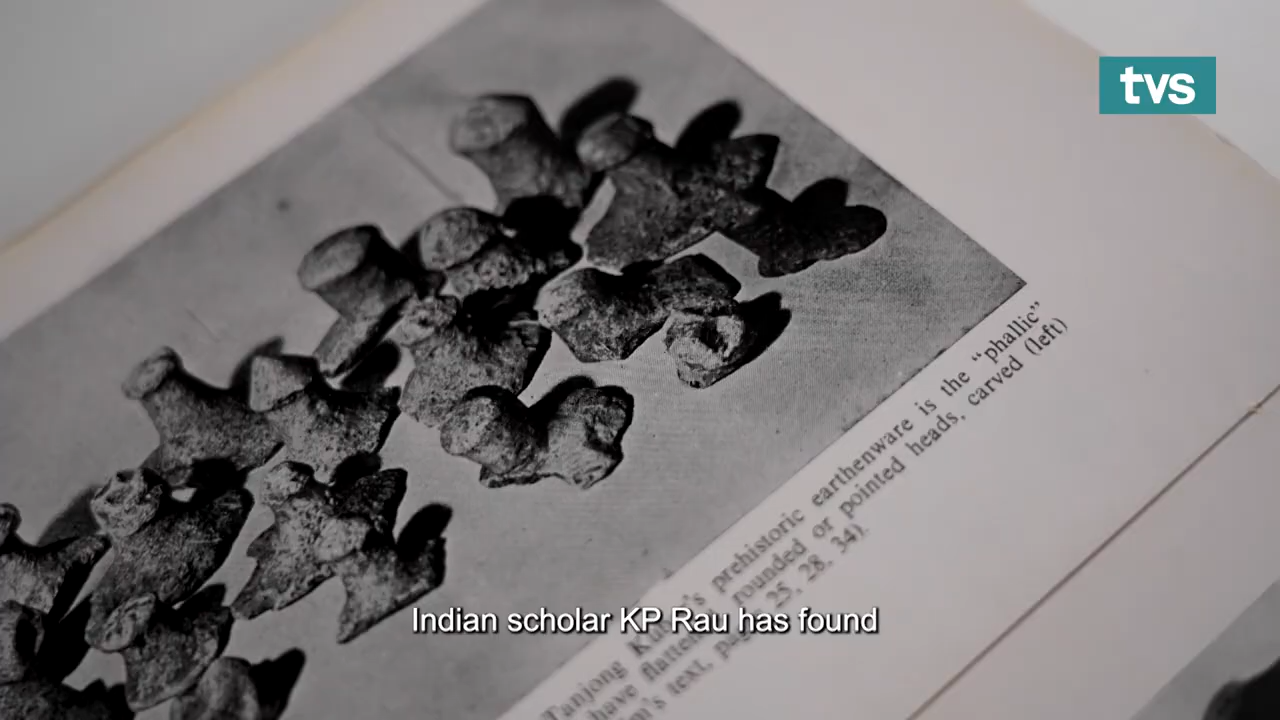 tvs
Tanjong prehistoric earthenware is the “phallic”
have rounded or pointed heads, carved (left)
text, 25, 28, 34).
Indian scholar KP Rau has found